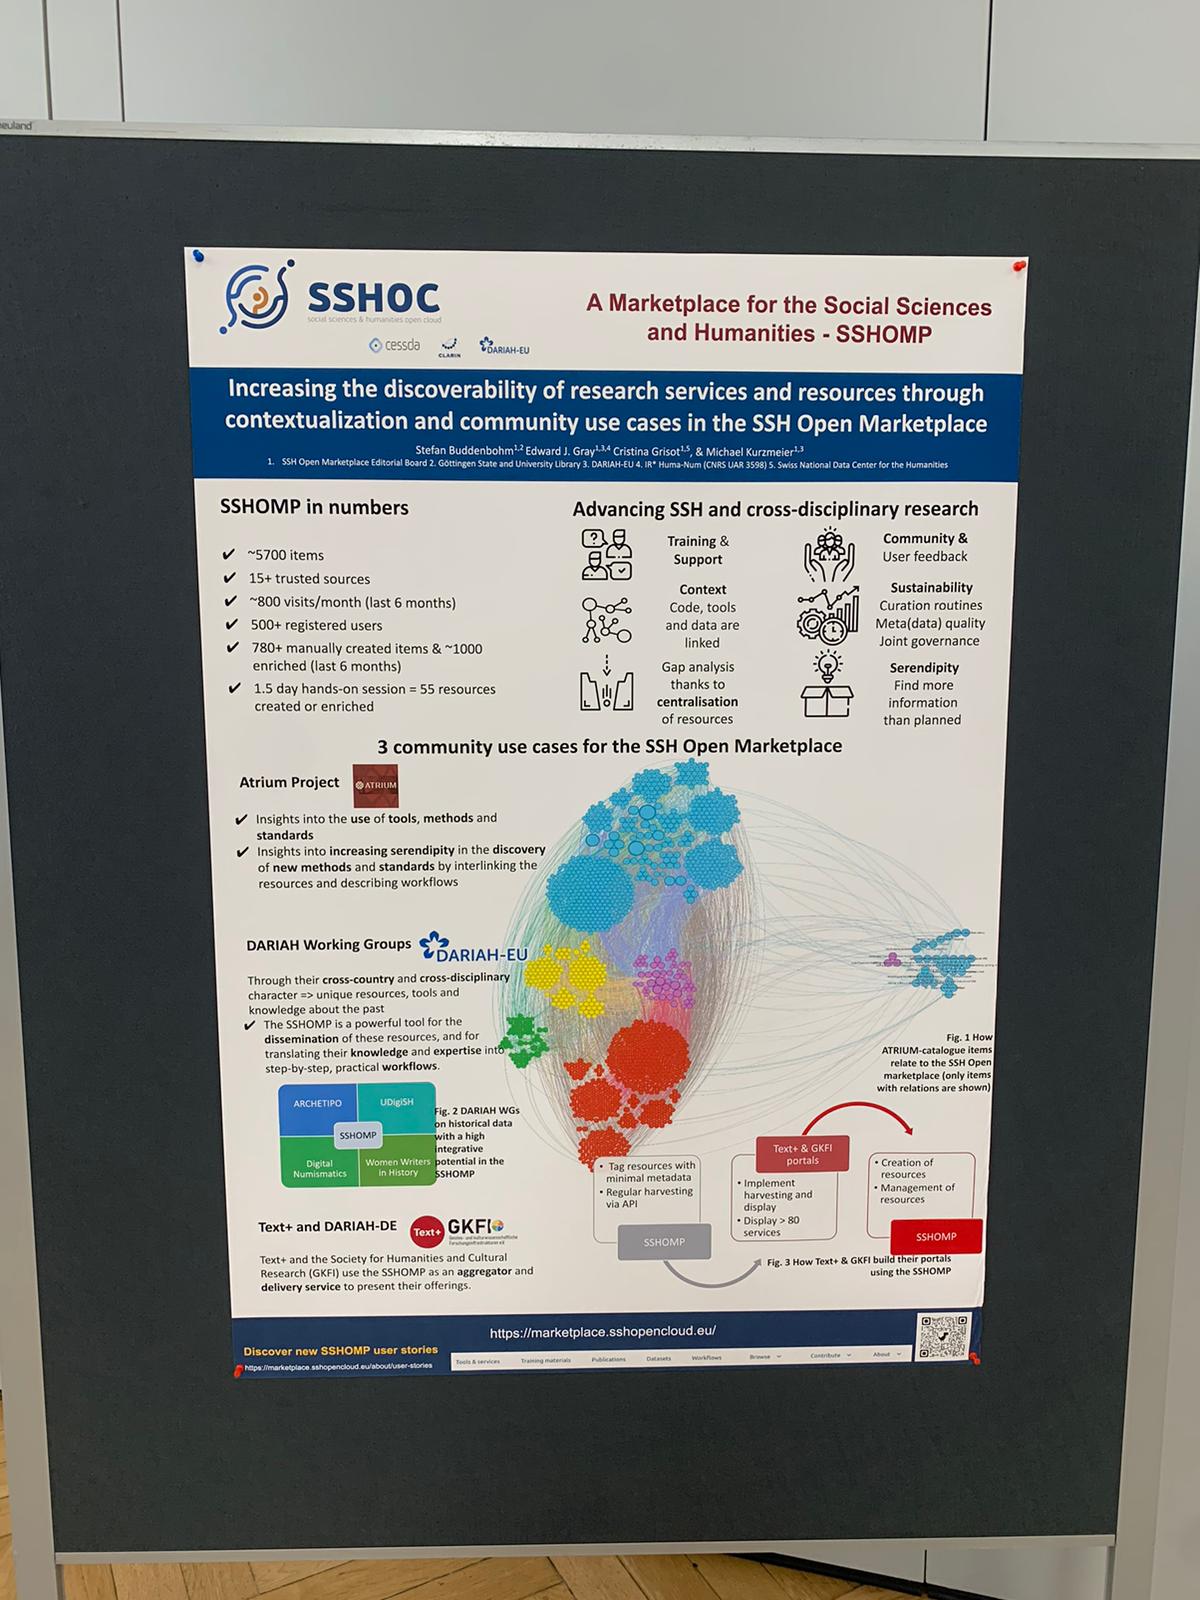 neuland
SSHOC
social sciences & humanities open cloud
cessda
CLARIN
DARIAH-EU
A Marketplace for the Social Sciences
and Humanities - SSHOMP
Increasing the discoverability of research services and resources through
contextualization and community use cases in the SSH Open Marketplace
Stefan Buddenbohm1,2 Edward J. Gray1,3,4 Cristina Grisot1,5, & Michael Kurzmeier1,3
1. SSH Open Marketplace Editorial Board 2. Göttingen State and University Library 3. DARIAH-EU 4. IR* Huma-Num (CNRS UAR 3598) 5. Swiss National Data Center for the Humanities
SSHOMP in numbers
✔ ~5700 items
✔ 15+ trusted sources
✔ ~800 visits/month (last 6 months)
✔ 500+ registered users
✔ 780+ manually created items & ~1000
enriched (last 6 months)
✔ 1.5 day hands-on session = 55 resources
created or enriched
Advancing SSH and cross-disciplinary research
Training &
Support
Context
Code, tools
and data are
linked
Gap analysis
thanks to
centralisation
of resources
Community &
User feedback
Sustainability
Curation routines
Meta(data) quality
Joint governance
Serendipity
Find more
information
than planned
3 community use cases for the SSH Open Marketplace
Atrium Project
ATRIUM
✔ Insights into the use of tools, methods and
standards
✔ Insights into increasing serendipity in the discovery
of new methods and standards by interlinking the
resources and describing workflows
DARIAH Working Groups
DARIAH-EU
Through their cross-country and cross-disciplinary
character => unique resources, tools and
knowledge about the past
✔ The SSHOMP is a powerful tool for the
dissemination of these resources, and for
translating their knowledge and expertise into
step-by-step, practical workflows.
Fig. 1 How
ATRIUM-catalogue items
relate to the SSH Open
marketplace (only items
with relations are shown)
ARCHETIPO
UDigiSH
SSHOMP
Digital
Numismatics
Women Writers
in History
Fig. 2 DARIAH WGs
on historical data
with a high
integrative
potential in the
SSHOMP
Text+ and DARIAH-DE
Text+
GKFI
Geistes- und kulturwissenschaftliche
Forschungsinfrastrukturen e.V.
Text+ and the Society for Humanities and Cultural
Research (GKFI) use the SSHOMP as an aggregator and
delivery service to present their offerings.
• Tag resources with
minimal metadata
• Regular harvesting
via API
SSHOMP
Text+ & GKFI
portals
• Implement
harvesting and
display
• Display > 80
services
• Creation of
resources
• Management of
resources
SSHOMP
Fig. 3 How Text+ & GKFI build their portals
using the SSHOMP
https://marketplace.sshopencloud.eu/
Discover new SSHOMP user stories
https://marketplace.sshopencloud.eu/about/user-stories
Tools & services
Training materials
Publications
Datasets
Workflows
Browse
Contribute
About